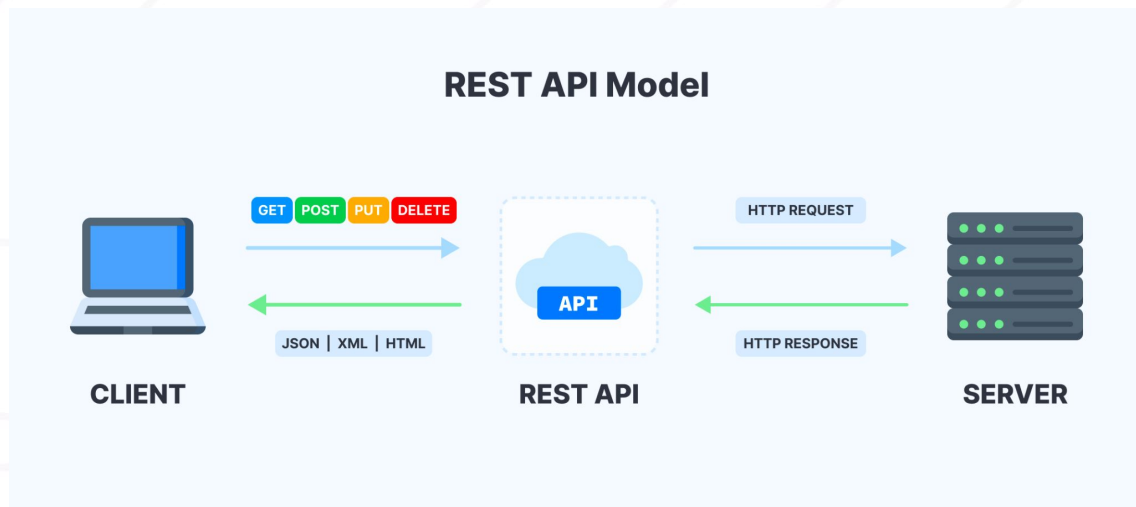 REST API Model
GET POST PUT DELETE
HTTP REQUEST
API
JSON | XML | HTML
HTTP RESPONSE
CLIENT
REST API
SERVER